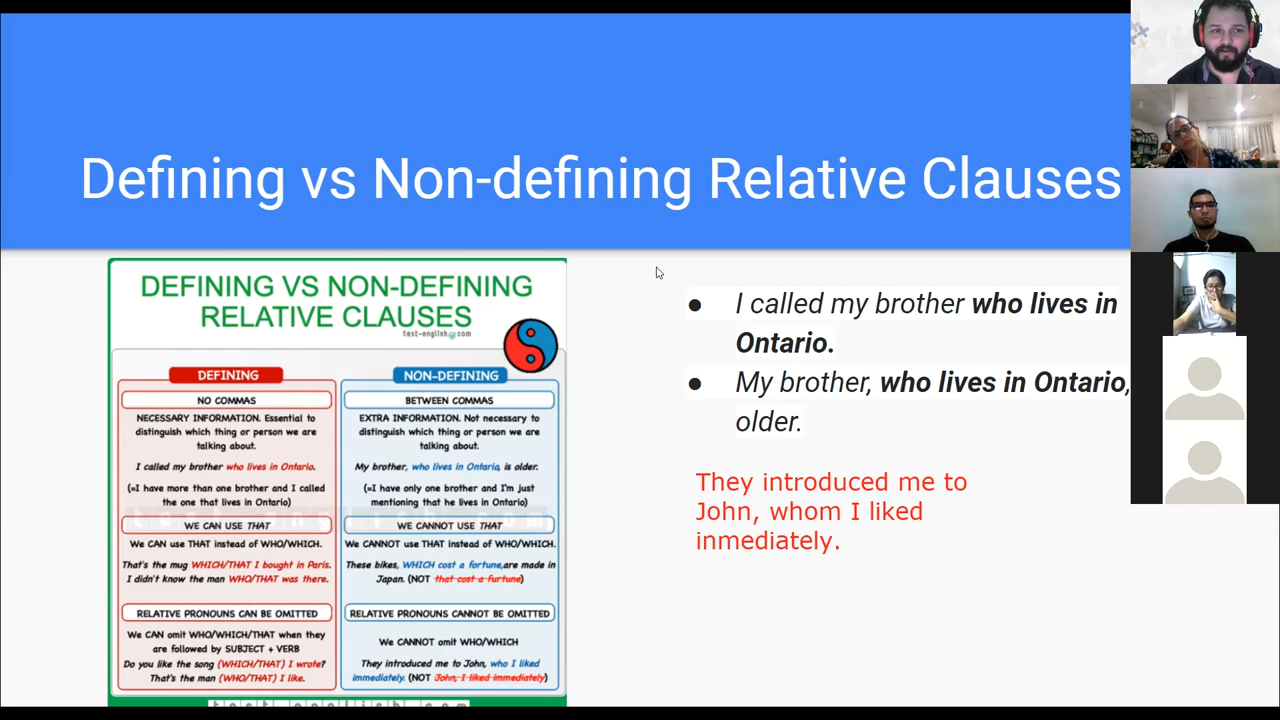 Defining vs Non-defining Relative Clauses
DEFINING VS NON-DEFINING
RELATIVE CLAUSES
test-english.com
DEFINING
NO COMMAS
NECESSARY INFORMATION. Essential to
distinguish which thing or person we are
talking about.
I called my brother who lives in Ontario.
(=I have more than one brother and I called
the one that lives in Ontario)
WE CAN USE THAT
We CAN use THAT instead of WHO/WHICH.
That's the mug WHICH/THAT I bought in Paris.
I didn't know the man WHO/THAT was there.
RELATIVE PRONOUNS CAN BE OMITTED
We CAN omit WHO/WHICH/THAT when they
are followed by SUBJECT + VERB
Do you like the song (WHICH/THAT) I wrote?
That's the man (WHO/THAT) I like.
NON-DEFINING
BETWEEN COMMAS
EXTRA INFORMATION. Not necessary to
distinguish which thing or person we are
talking about.
My brother, who lives in Ontario, is older.
(=I have only one brother and I'm just
mentioning that he lives in Ontario)
WE CANNOT USE THAT
We CANNOT use THAT instead of WHO/WHICH.
These bikes, WHICH cost a fortune,are made in
Japan. (NOT that cost a furtune)
RELATIVE PRONOUNS CANNOT BE OMITTED
We CANNOT omit WHO/WHICH
They introduced me to John, who I liked
immediately. (NOT John, I liked immediately)
● I called my brother who lives in
Ontario.
● My brother, who lives in Ontario,
older.
They introduced me to
John, whom I liked
inmediately.